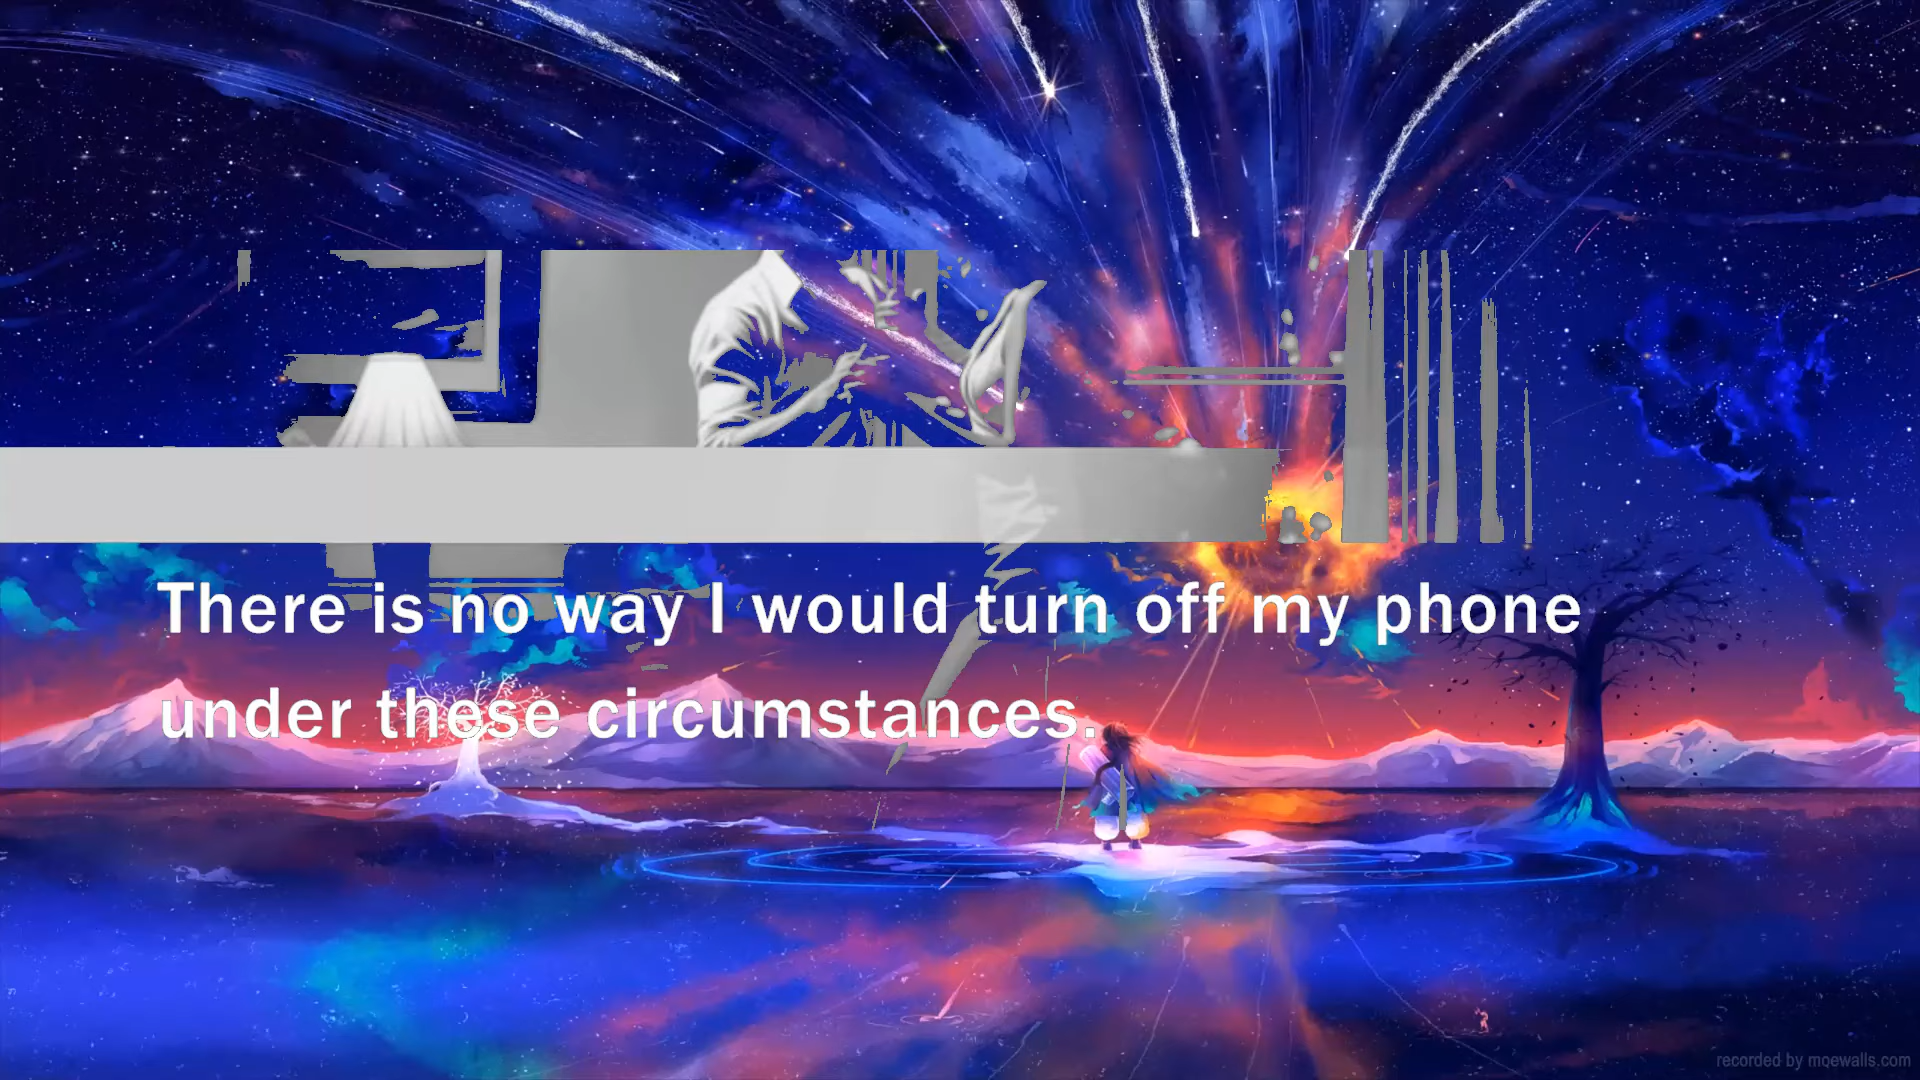 There is no way I would turn off my phone
under these circumstances.
recorded by moewalls.com